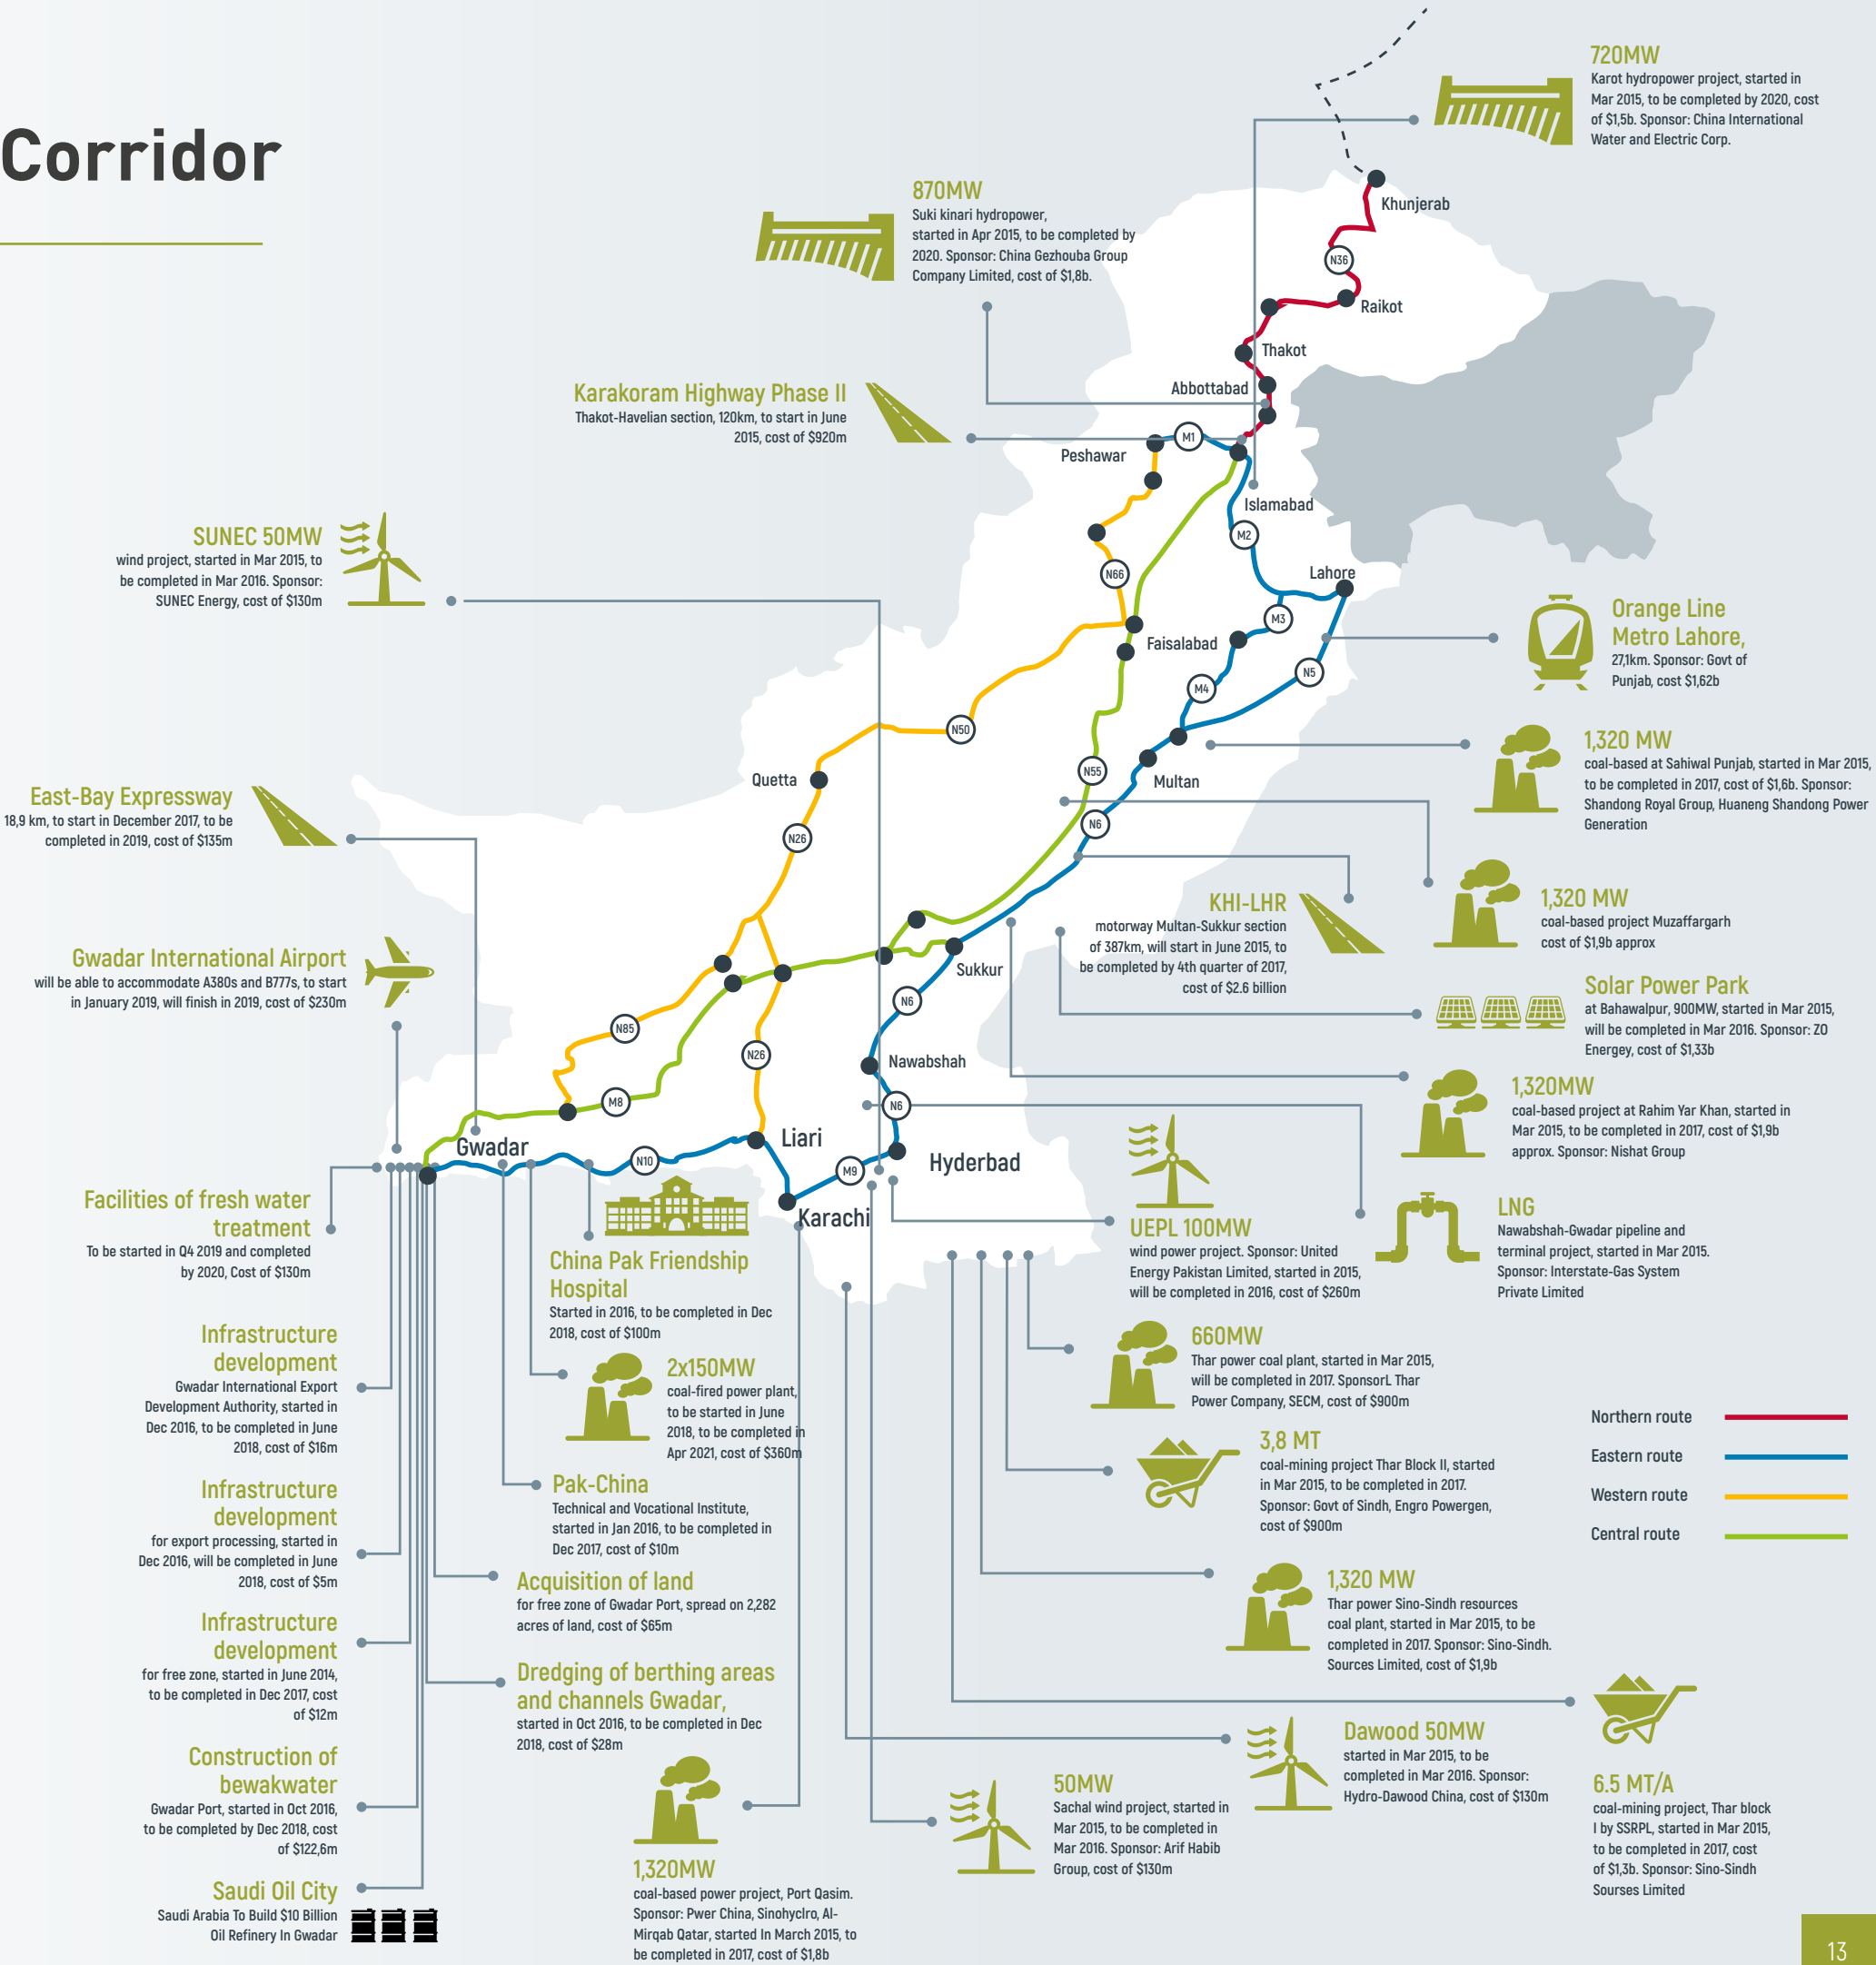 Corridor
720MW
Karot hydropower project, started in
Mar 2015, to be completed by 2020, cost
of $1,5b. Sponsor: China International
Water and Electric Corp.
870MW
Suki kinari hydropower,
started in Apr 2015, to be completed by
2020. Sponsor: China Gezhouba Group
Company Limited, cost of $1,8b.
Karakoram Highway Phase II
Thakot-Havelian section, 120km, to start in June
2015, cost of $920m
SUNEC 50MW
wind project, started in Mar 2015, to
be completed in Mar 2016. Sponsor:
SUNEC Energy, cost of $130m
East-Bay Expressway
18,9 km, to start in December 2017, to be
completed in 2019, cost of $135m
Gwadar International Airport
will be able to accommodate A380s and B777s, to start
in January 2019, will finish in 2019, cost of $230m
Khunjerab
N36
Raikot
Thakot
Abbottabad
M1
Peshawar
Islamabad
M2
N66
Lahore
M3
Faisalabad
M4
N5
N50
N55
Quetta
Multan
N6
N26
Sukkur
N6
N85
N26
Nawabshah
M8
N6
Gwadar
Liari
N10
M9
Hyderbad
Karachi
Orange Line
Metro Lahore,
27,1km. Sponsor: Govt of
Punjab, cost $1,62b
1,320 MW
coal-based at Sahiwal Punjab, started in Mar 2015,
to be completed in 2017, cost of $1,6b. Sponsor:
Shandong Royal Group, Huaneng Shandong Power
Generation
1,320 MW
coal-based project Muzaffargarh
cost of $1,9b approx
KHI-LHR
motorway Multan-Sukkur section
of 387km, will start in June 2015, to
be completed by 4th quarter of 2017,
cost of $2.6 billion
Solar Power Park
at Bahawalpur, 900MW, started in Mar 2015,
will be completed in Mar 2016. Sponsor: ZO
Energey, cost of $1,33b
1,320MW
coal-based project at Rahim Yar Khan, started in
Mar 2015, to be completed in 2017, cost of $1,9b
approx. Sponsor: Nishat Group
LNG
Nawabshah-Gwadar pipeline and
terminal project, started in Mar 2015.
Sponsor: Interstate-Gas System
Private Limited
UEPL 100MW
wind power project. Sponsor: United
Energy Pakistan Limited, started in 2015,
will be completed in 2016, cost of $260m
660MW
Thar power coal plant, started in Mar 2015,
will be completed in 2017. SponsorL Thar
Power Company, SECM, cost of $900m
3,8 MT
coal-mining project Thar Block II, started
in Mar 2015, to be completed in 2017.
Sponsor: Govt of Sindh, Engro Powergen,
cost of $900m
1,320 MW
Thar power Sino-Sindh resources
coal plant, started in Mar 2015, to be
completed in 2017. Sponsor: Sino-Sindh.
Sources Limited, cost of $1,9b
Northern route
Eastern route
Western route
Central route
Facilities of fresh water
treatment
To be started in Q4 2019 and completed
by 2020, Cost of $130m
Infrastructure
development
Gwadar International Export
Development Authority, started in
Dec 2016, to be completed in June
2018, cost of $16m
Infrastructure
development
for export processing, started in
Dec 2016, will be completed in June
2018, cost of $5m
Infrastructure
development
for free zone, started in June 2014,
to be completed in Dec 2017, cost
of $12m
Construction of
bewakwater
Gwadar Port, started in Oct 2016,
to be completed by Dec 2018, cost
of $122,6m
Saudi Oil City
Saudi Arabia To Build $10 Billion
Oil Refinery In Gwadar
China Pak Friendship
Hospital
Started in 2016, to be completed in Dec
2018, cost of $100m
2x150MW
coal-fired power plant,
to be started in June
2018, to be completed in
Apr 2021, cost of $360m
Pak-China
Technical and Vocational Institute,
started in Jan 2016, to be completed in
Dec 2017, cost of $10m
Acquisition of land
for free zone of Gwadar Port, spread on 2,282
acres of land, cost of $65m
Dredging of berthing areas
and channels Gwadar,
started in Oct 2016, to be completed in Dec
2018, cost of $28m
1,320MW
coal-based power project, Port Qasim.
Sponsor: Pwer China, Sinohyclro, Al-
Mirqab Qatar, started In March 2015, to
be completed in 2017, cost of $1,8b
50MW
Sachal wind project, started in
Mar 2015, to be completed in
Mar 2016. Sponsor: Arif Habib
Group, cost of $130m
Dawood 50MW
started in Mar 2015, to be
completed in Mar 2016. Sponsor:
Hydro-Dawood China, cost of $130m
6.5 MT/A
coal-mining project, Thar block
I by SSRPL, started in Mar 2015,
to be completed in 2017, cost
of $1,3b. Sponsor: Sino-Sindh
Sourses Limited
13